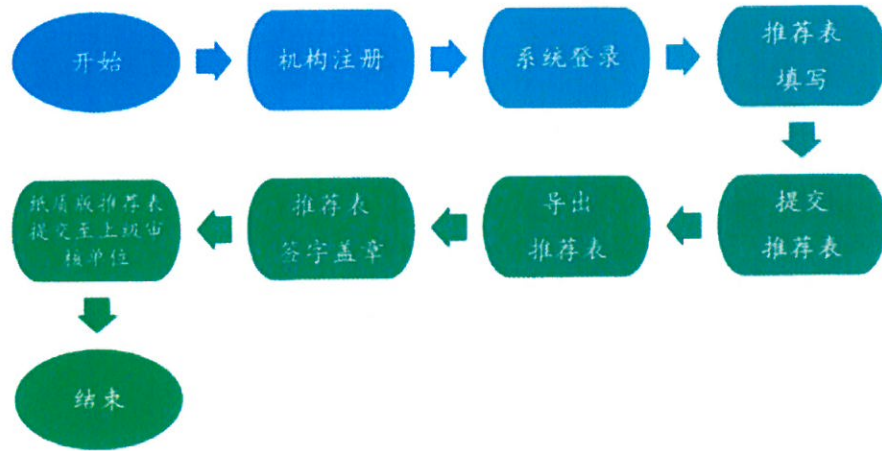 开始
机构注册
系统登录
推荐表
填写
提交
推荐表
导出
推荐表
推荐表
签字盖章
纸质版推荐表
提交至上级审
核单位
结束